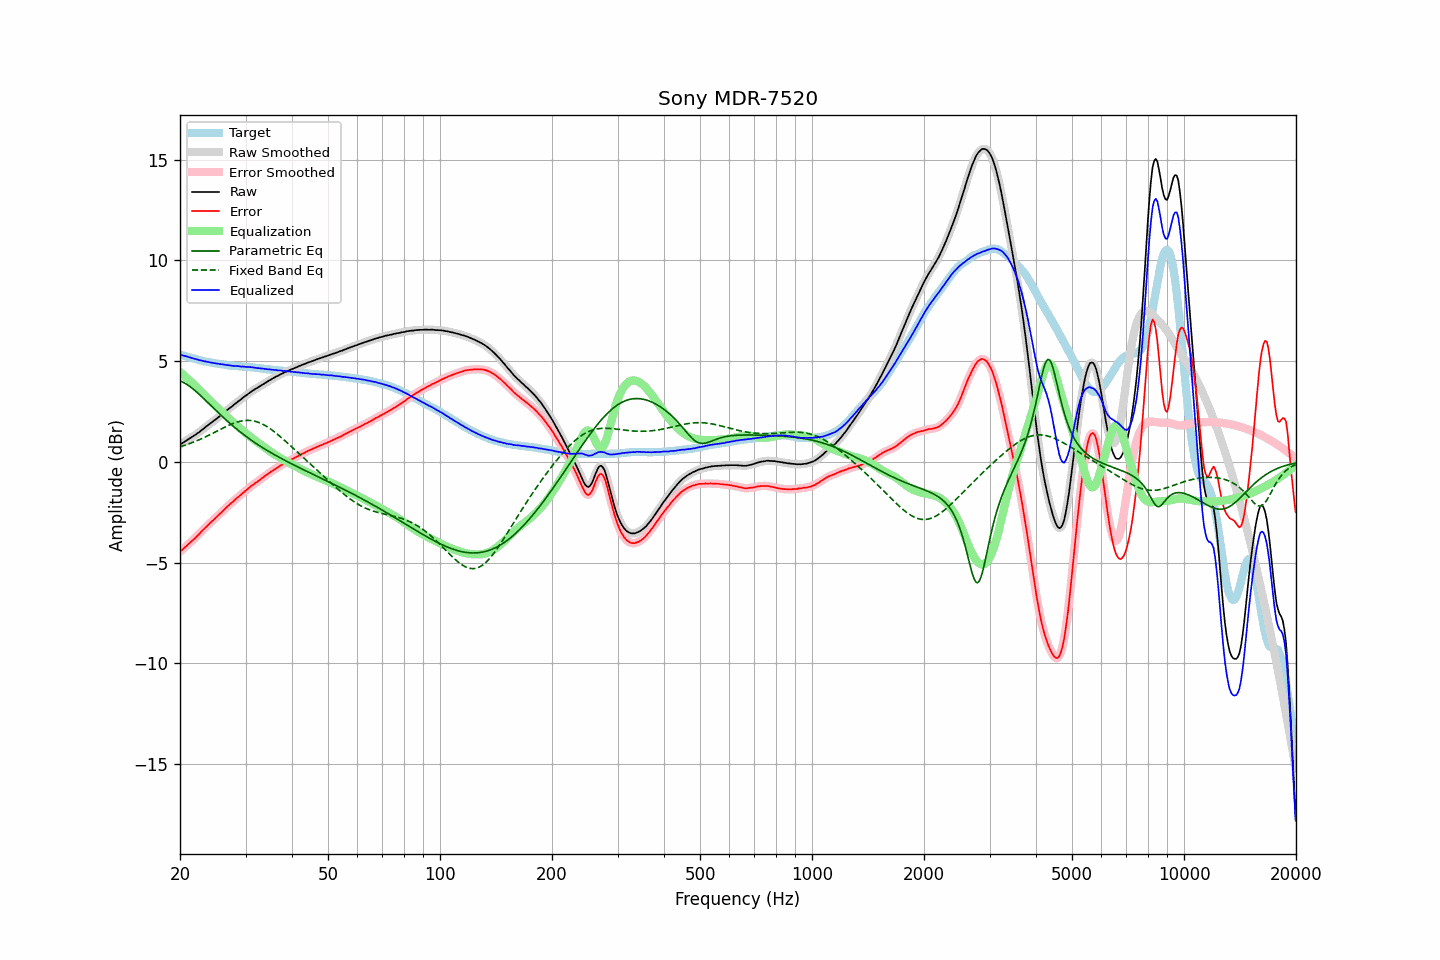 Sony MDR-7520
Target
Raw Smoothed
Error Smoothed
Raw
Error
Equalization
Parametric Eq
Fixed Band Eq
Equalized
15
10
5
0
−5
−10
−15
Amplitude (dBr)
20
50
100
200
500
1000
2000
5000
10000
20000
Frequency (Hz)